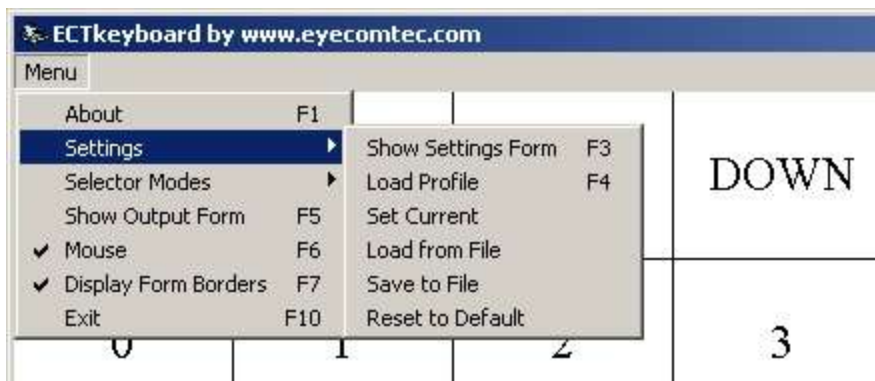 ECTkeyboard by www.eyecomtec.com
Menu
About F1
Settings
Selector Modes
Show Output Form F5
Mouse F6
Display Form Borders F7
Exit F10
Show Settings Form F3
Load Profile F4
Set Current
Load from File
Save to File
Reset to Default
DOWN
0 1 2 3